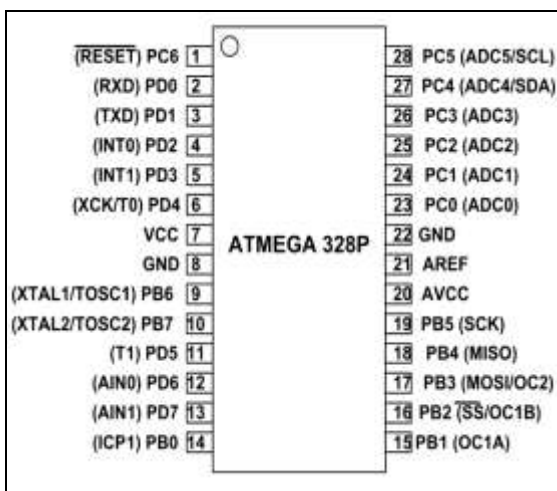 (RESET) PC6 1
(RXD) PD0 2
(TXD) PD1 3
(INT0) PD2 4
(INT1) PD3 5
(XCK/T0) PD4 6
VCC 7
GND 8
(XTAL1/TOSC1) PB6 9
(XTAL2/TOSC2) PB7 10
(T1) PD5 11
(AIN0) PD6 12
(AIN1) PD7 13
(ICP1) PB0 14
ATMEGA 328P
28 PC5 (ADC5/SCL)
27 PC4 (ADC4/SDA)
26 PC3 (ADC3)
25 PC2 (ADC2)
24 PC1 (ADC1)
23 PC0 (ADC0)
22 GND
21 AREF
20 AVCC
19 PB5 (SCK)
18 PB4 (MISO)
17 PB3 (MOSI/OC2)
16 PB2 (SS/OC1B)
15 PB1 (OC1A)